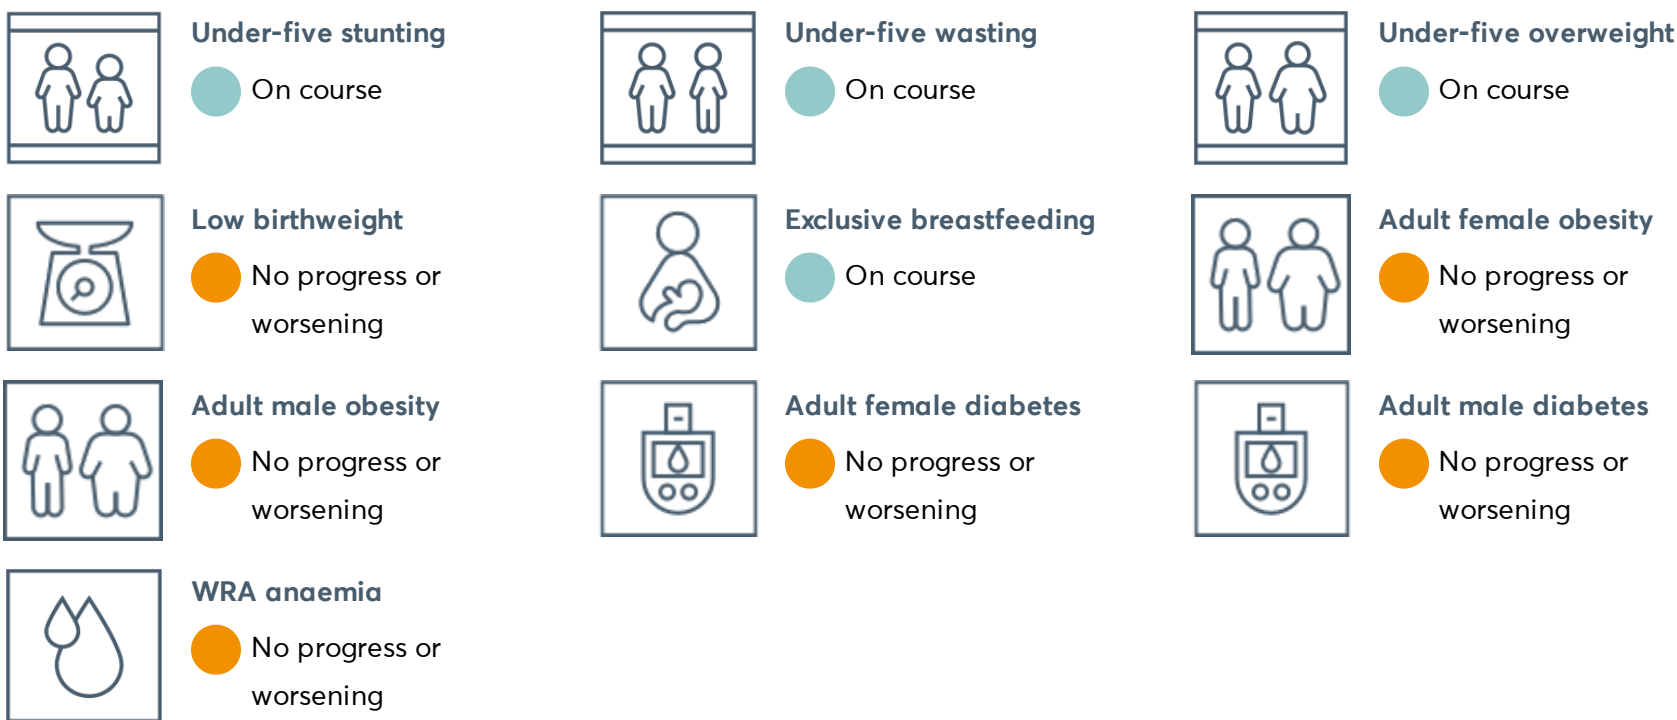 Under-five stunting
On course
Under-five wasting
On course
Under-five overweight
On course
Low birthweight
No progress or
worsening
Exclusive breastfeeding
On course
Adult female obesity
No progress or
worsening
Adult male obesity
No progress or
worsening
Adult female diabetes
No progress or
worsening
Adult male diabetes
No progress or
worsening
WRA anaemia
No progress or
worsening